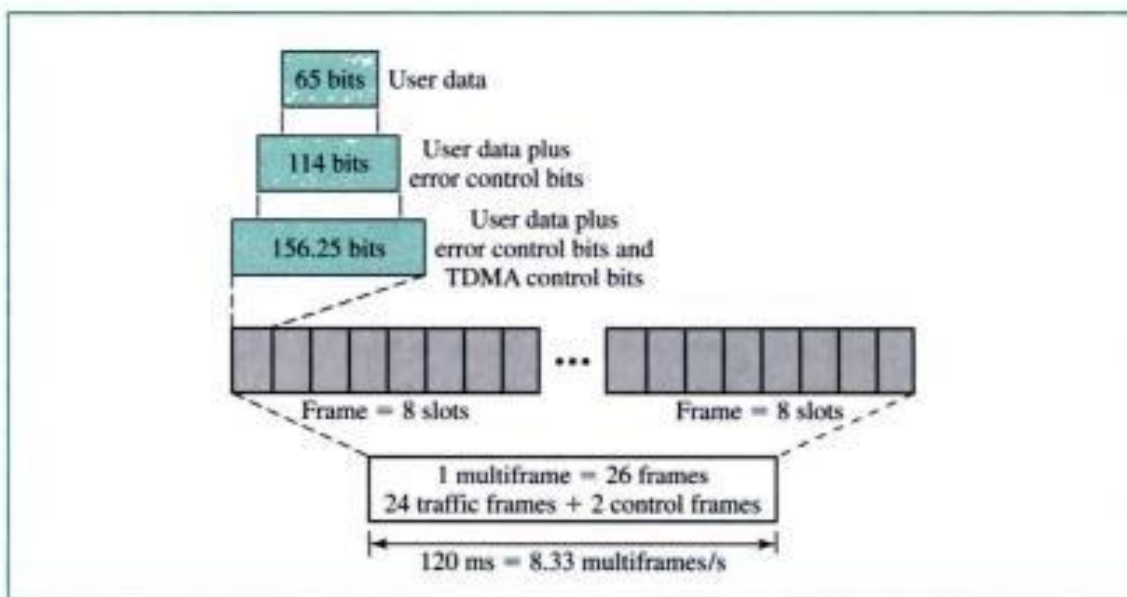 65 bits
User data
114 bits
User data plus
error control bits
156.25 bits
User data plus
error control bits and
TDMA control bits
...
Frame = 8 slots
Frame = 8 slots
1 multiframe = 26 frames
24 traffic frames + 2 control frames
120 ms = 8.33 multiframes/s